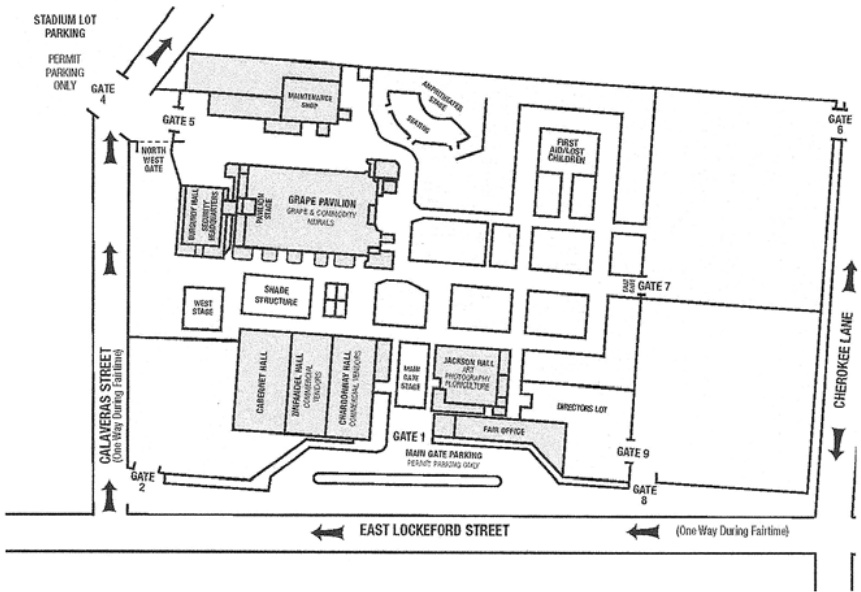 STADIUM LOT
PARKING
PERMIT
PARKING
ONLY
GATE
4
GATE 5
NORTH
WEST
GATE
MAINTENANCE
SHOP
AMPHITHEATER
STAGE
SEATING
FIRST
AID/LOST
CHILDREN
GATE
6
BURGUNDY HALL
SECURITY
HEADQUARTERS
PAVILION
STAGE
GRAPE PAVILION
GRAPE & COMMODITY
MURALS
WEST
STAGE
SHADE
STRUCTURE
EAST
GATE
GATE 7
CABERNET HALL
ZINFANDEL HALL
COMMERCIAL
VENDORS
CHARDONNAY HALL
COMMERCIAL VENDORS
MAIN
GATE
STAGE
JACKSON HALL
ART
PHOTOGRAPHY
FLORICULTURE
DIRECTORS LOT
FAIR OFFICE
GATE 1
MAIN GATE PARKING
PERMIT PARKING ONLY
GATE 9
GATE
8
GATE
2
CALAVERAS STREET
(One Way During Fairtime)
CHEROKEE LANE
EAST LOCKEFORD STREET
(One Way During Fairtime)